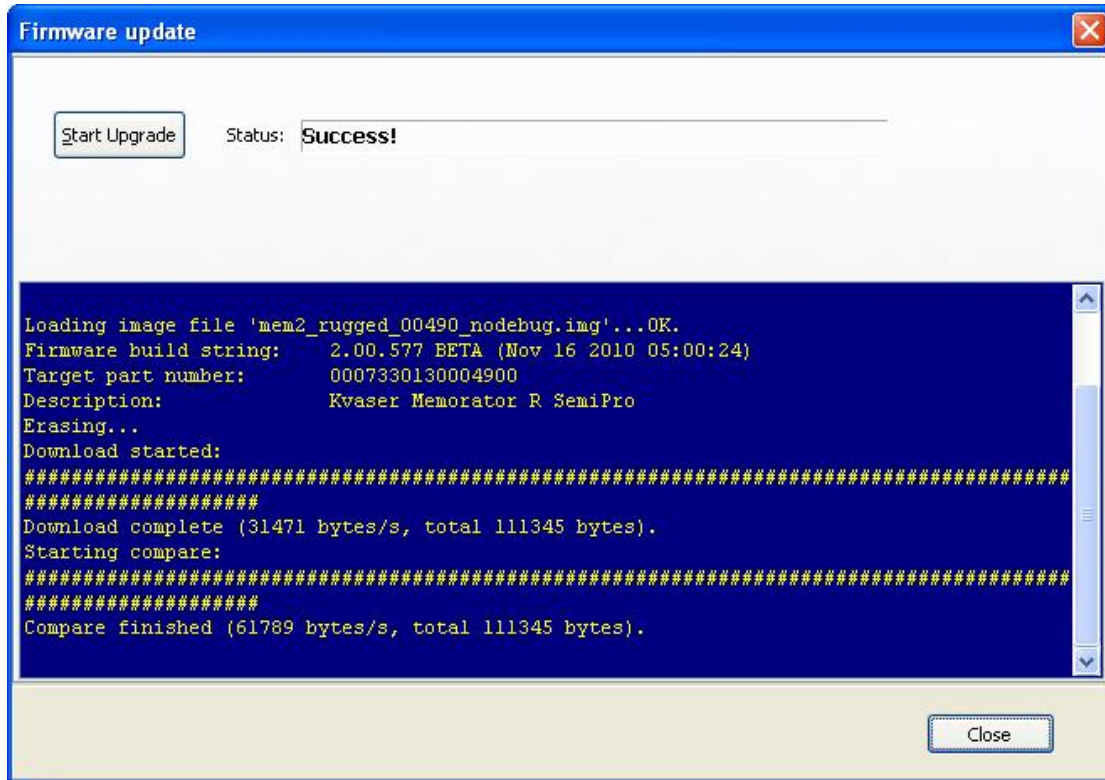 Firmware update
Start Upgrade
Status: Success!
Loading image file 'mem2_rugged_00490_nodebug.img'...OK.
Firmware build string: 2.00.577 BETA (Nov 16 2010 05:00:24)
Target part number: 0007330130004900
Description: Kvaser Memorator R SemiPro
Erasing...
Download started:
#########################################################################################
####################
Download complete (31471 bytes/s, total 111345 bytes).
Starting compare:
#########################################################################################
####################
Compare finished (61789 bytes/s, total 111345 bytes).
Close